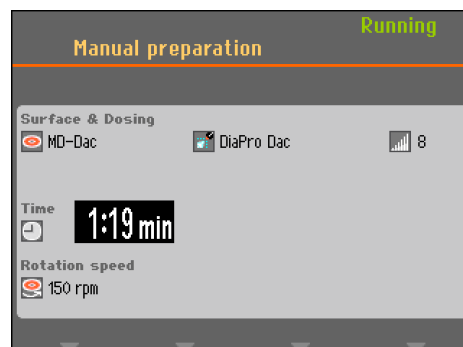 Running
Manual preparation
Surface & Dosing
MD-Dac DiaPro Dac 8
Time
1:19 min
Rotation speed
150 rpm